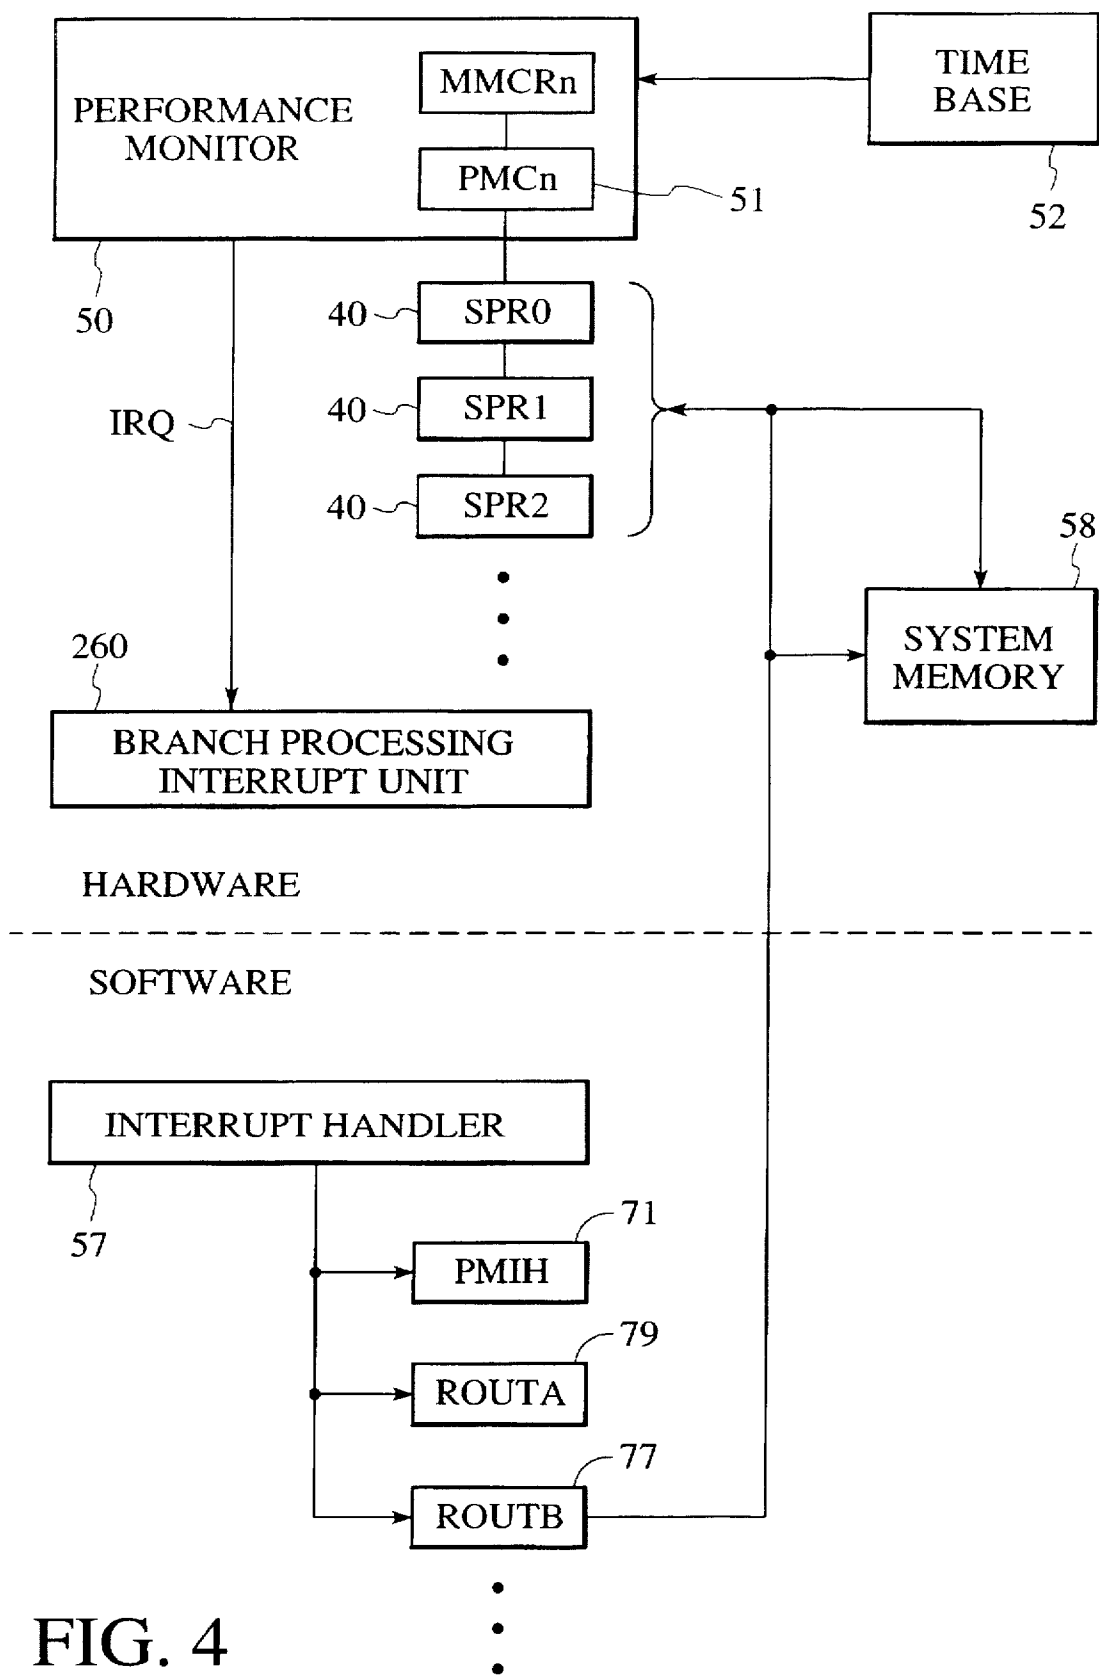 PERFORMANCE
MONITOR
MMCRn
PMCn
51
TIME
BASE
52
50
40
SPR0
40
SPR1
40
SPR2
IRQ
58
SYSTEM
MEMORY
260
BRANCH PROCESSING
INTERRUPT UNIT
HARDWARE
SOFTWARE
INTERRUPT HANDLER
57
71
PMIH
79
ROUTA
77
ROUTB
FIG. 4